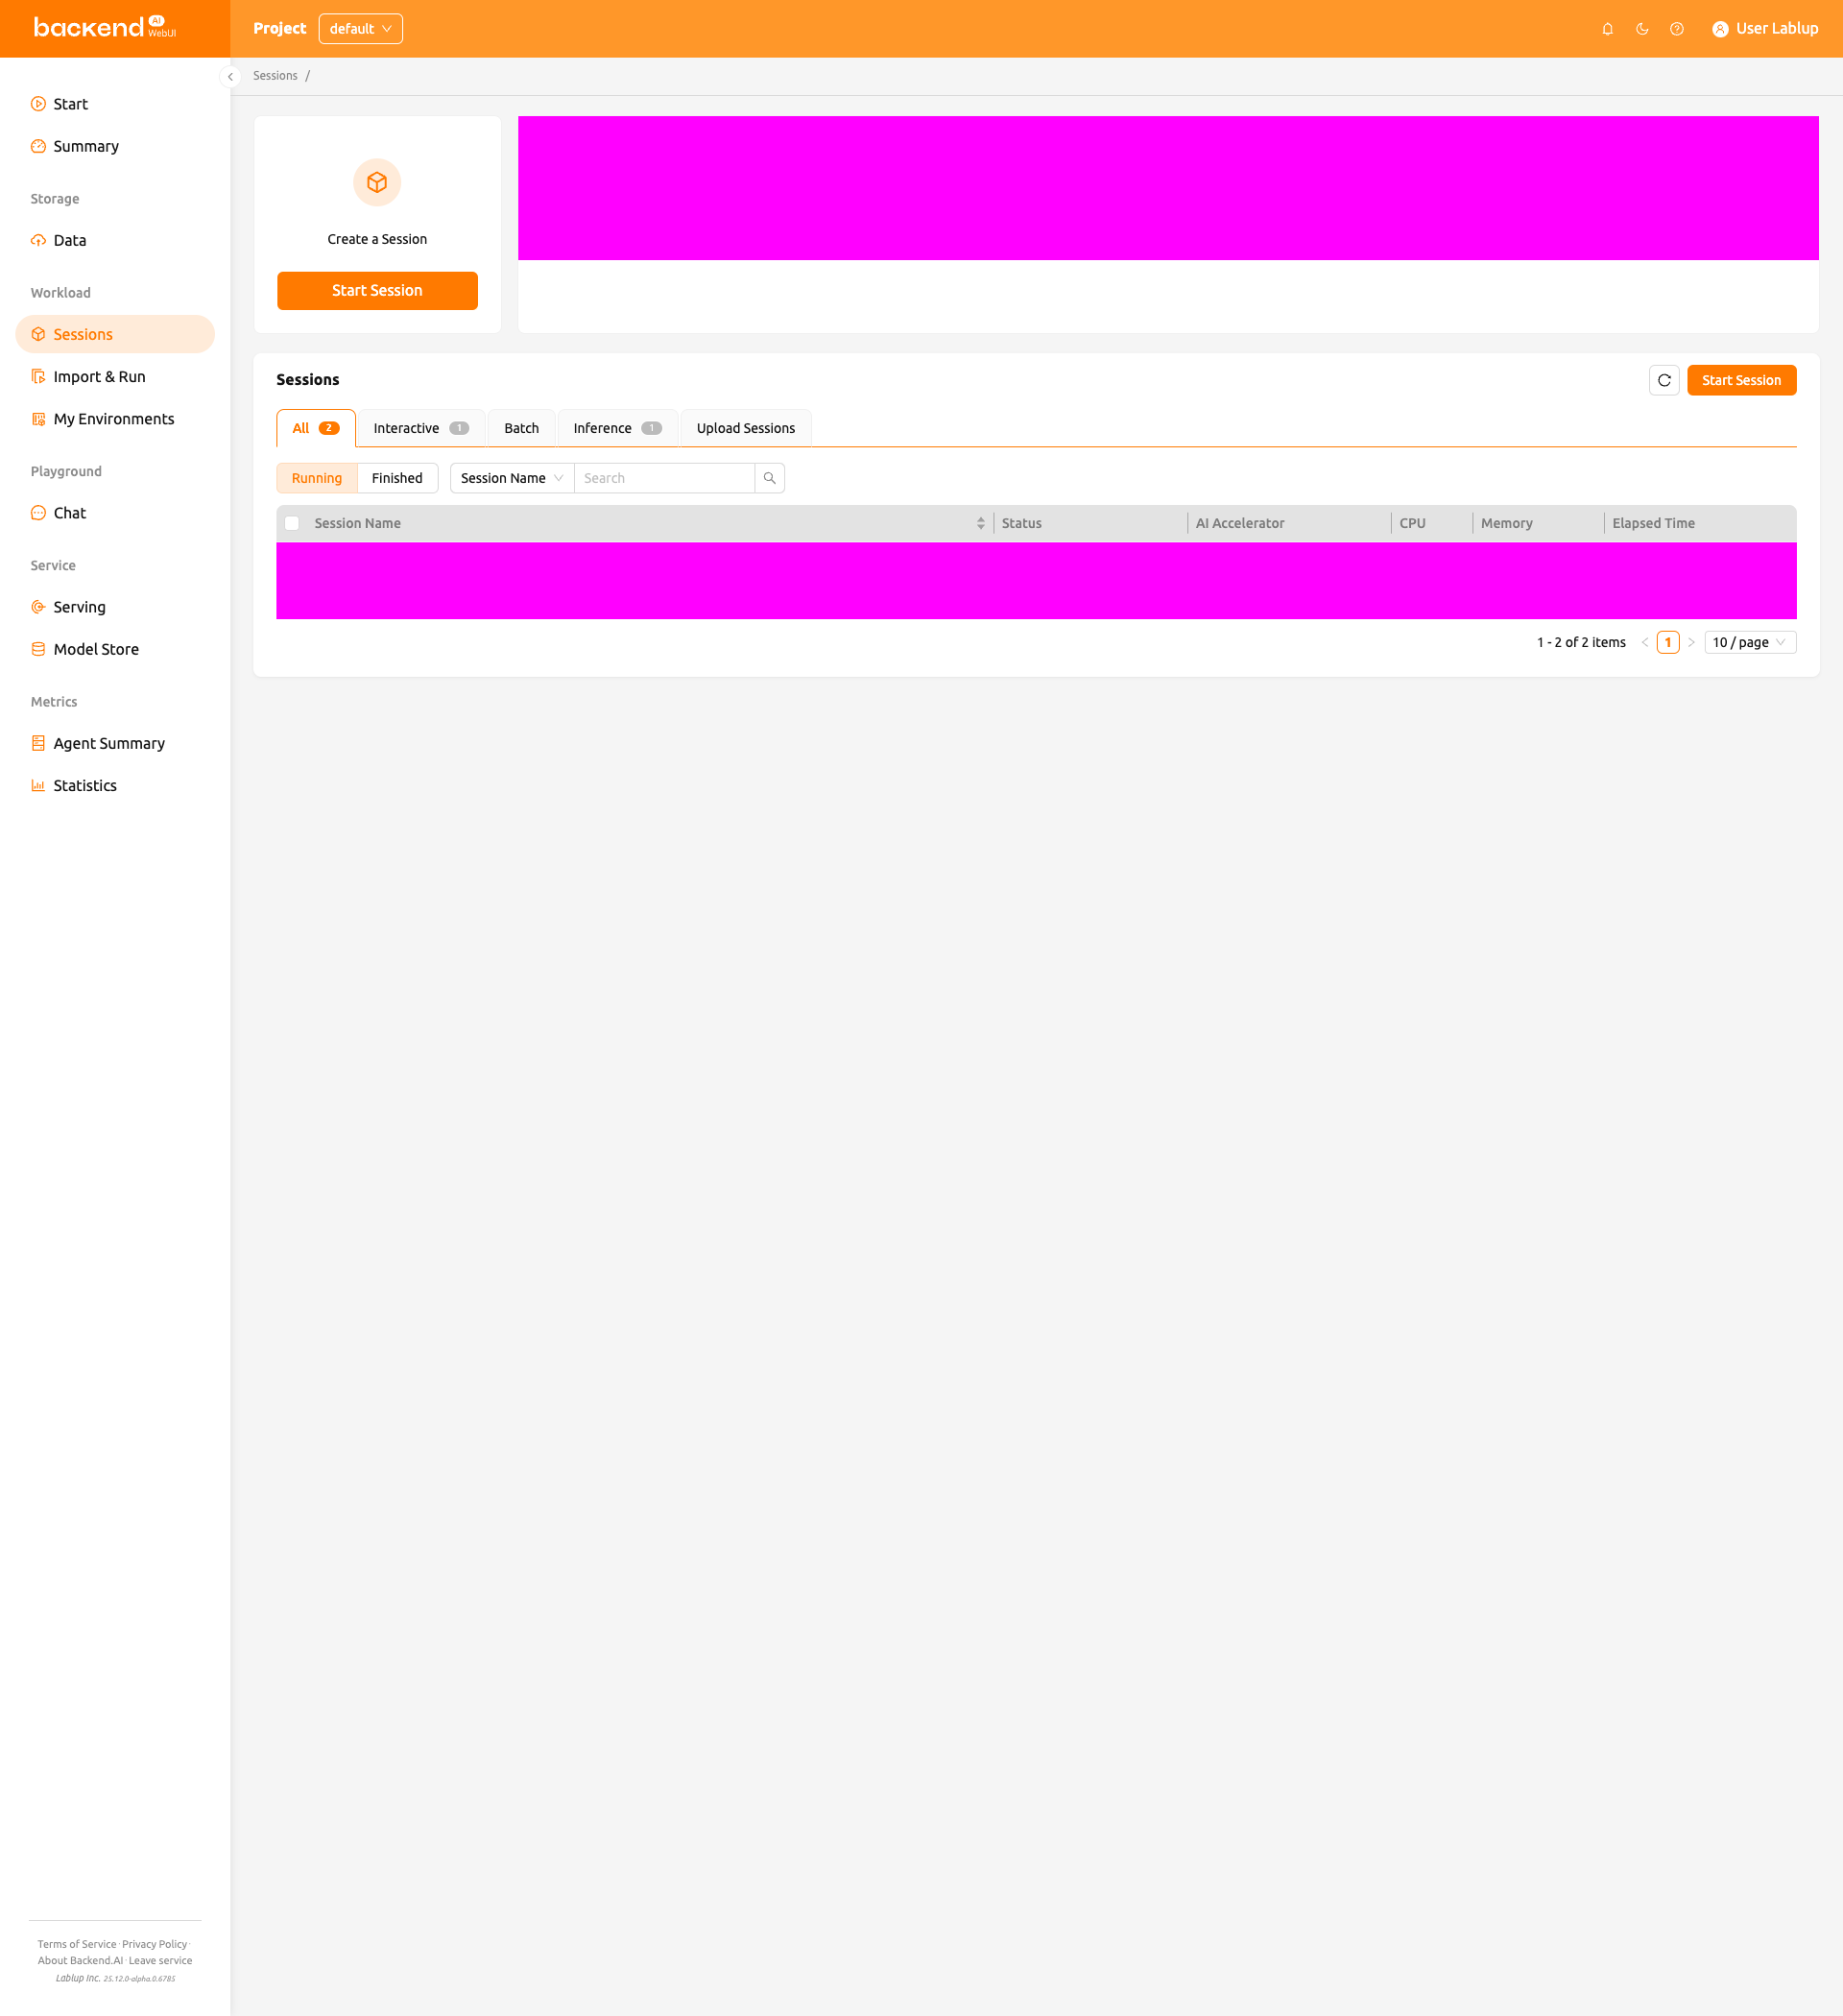 backend AI WebUI
Project default User Lablup
Sessions /
Start
Summary
Storage
Data
Workload
Sessions
Import & Run
My Environments
Playground
Chat
Service
Serving
Model Store
Metrics
Agent Summary
Statistics
Create a Session
Start Session
Sessions Start Session
All 2 Interactive 1 Batch Inference 1 Upload Sessions
Running Finished Session Name Search
Session Name Status AI Accelerator CPU Memory Elapsed Time
1 - 2 of 2 items 1 10 / page
Terms of Service · Privacy Policy ·
About Backend.AI · Leave service
Lablup Inc. 25.12.0-alpha.0.6785